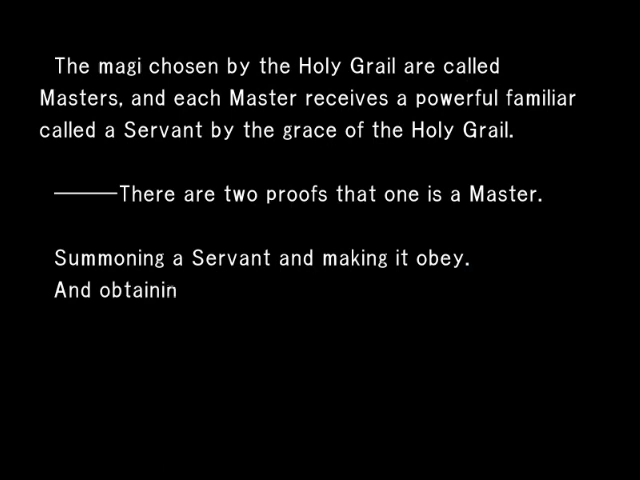 The magi chosen by the Holy Grail are called
Masters, and each Master receives a powerful familiar
called a Servant by the grace of the Holy Grail.
―――There are two proofs that one is a Master.
Summoning a Servant and making it obey.
And obtainin